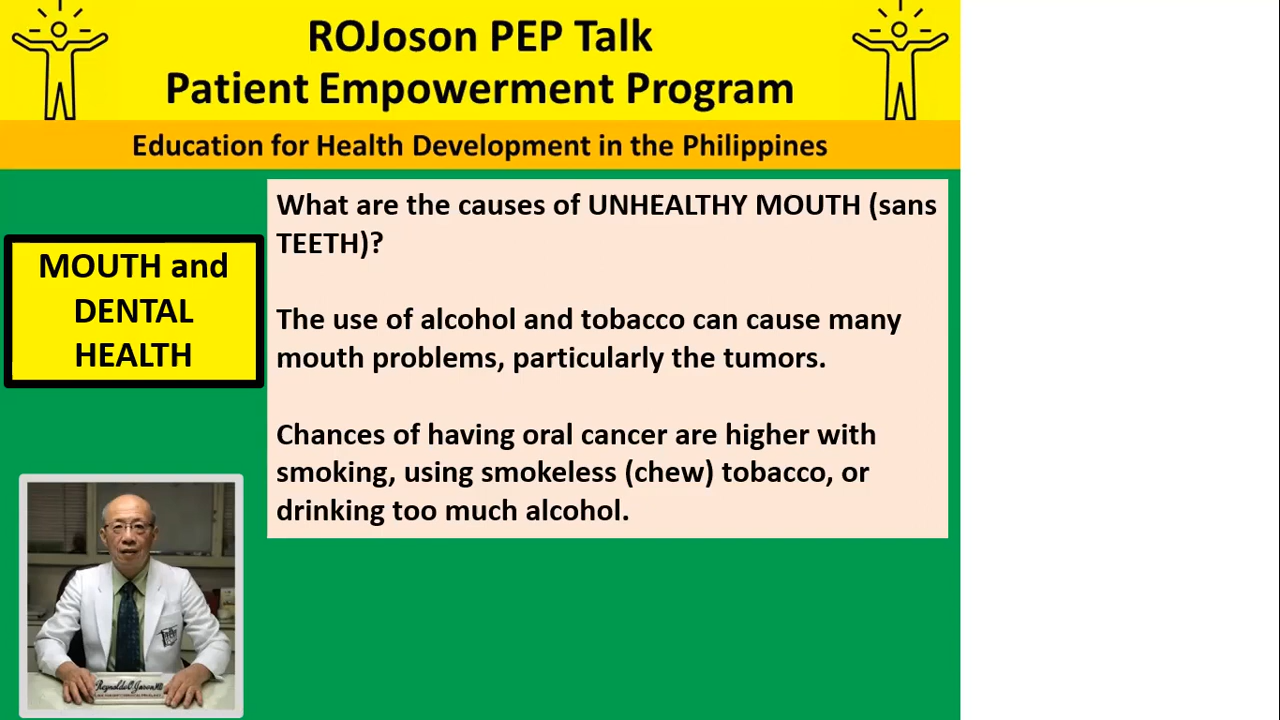 ROJoson PEP Talk
Patient Empowerment Program
Education for Health Development in the Philippines
MOUTH and
DENTAL
HEALTH
What are the causes of UNHEALTHY MOUTH (sans
TEETH)?
The use of alcohol and tobacco can cause many
mouth problems, particularly the tumors.
Chances of having oral cancer are higher with
smoking, using smokeless (chew) tobacco, or
drinking too much alcohol.